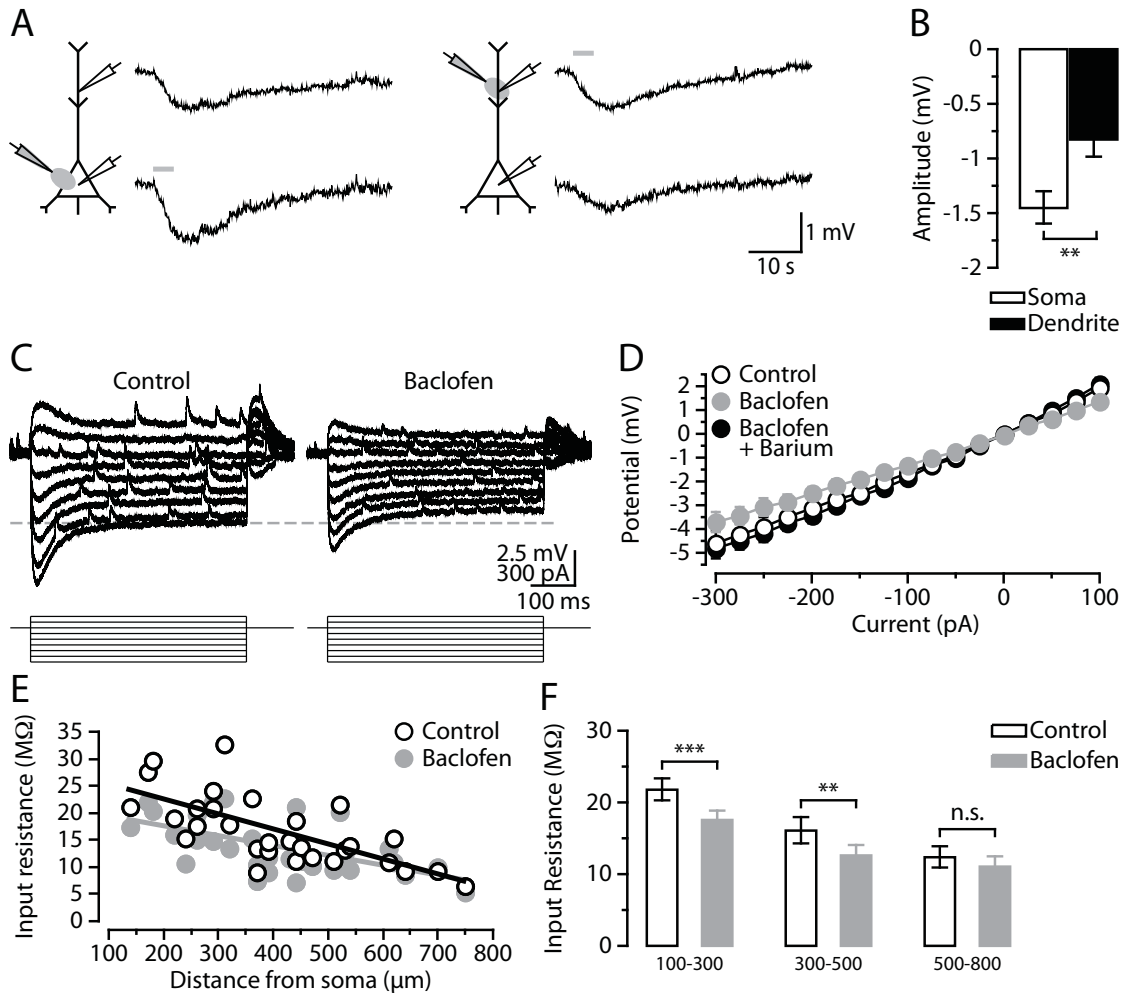 A
1 mV
10 s
B
0
-0.5
-1
-1.5
-2
Amplitude (mV)
**
Soma
Dendrite
C
Control
Baclofen
2.5 mV
300 pA
100 ms
D
Control
Baclofen
Baclofen
+ Barium
2
1
0
-1
-2
-3
-4
-5
Potential (mV)
-300
-200
-100
0
100
Current (pA)
E
Control
Baclofen
35
30
25
20
15
10
5
0
Input resistance (MΩ)
100 200 300 400 500 600 700 800
Distance from soma (μm)
F
Control
Baclofen
30
20
10
0
Input Resistance (MΩ)
***
**
n.s.
100-300
300-500
500-800